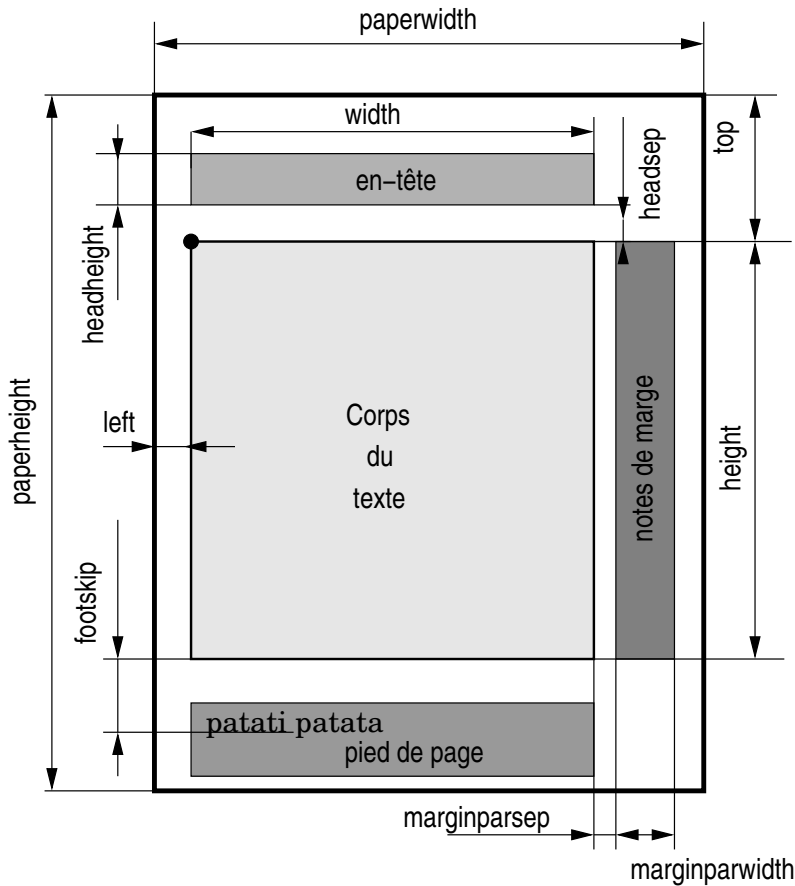 paperwidth
width
top
headsep
en−tête
headheight
paperheight
left
Corps
du
texte
notes de marge
height
footskip
patati patata
pied de page
marginparsep
marginparwidth